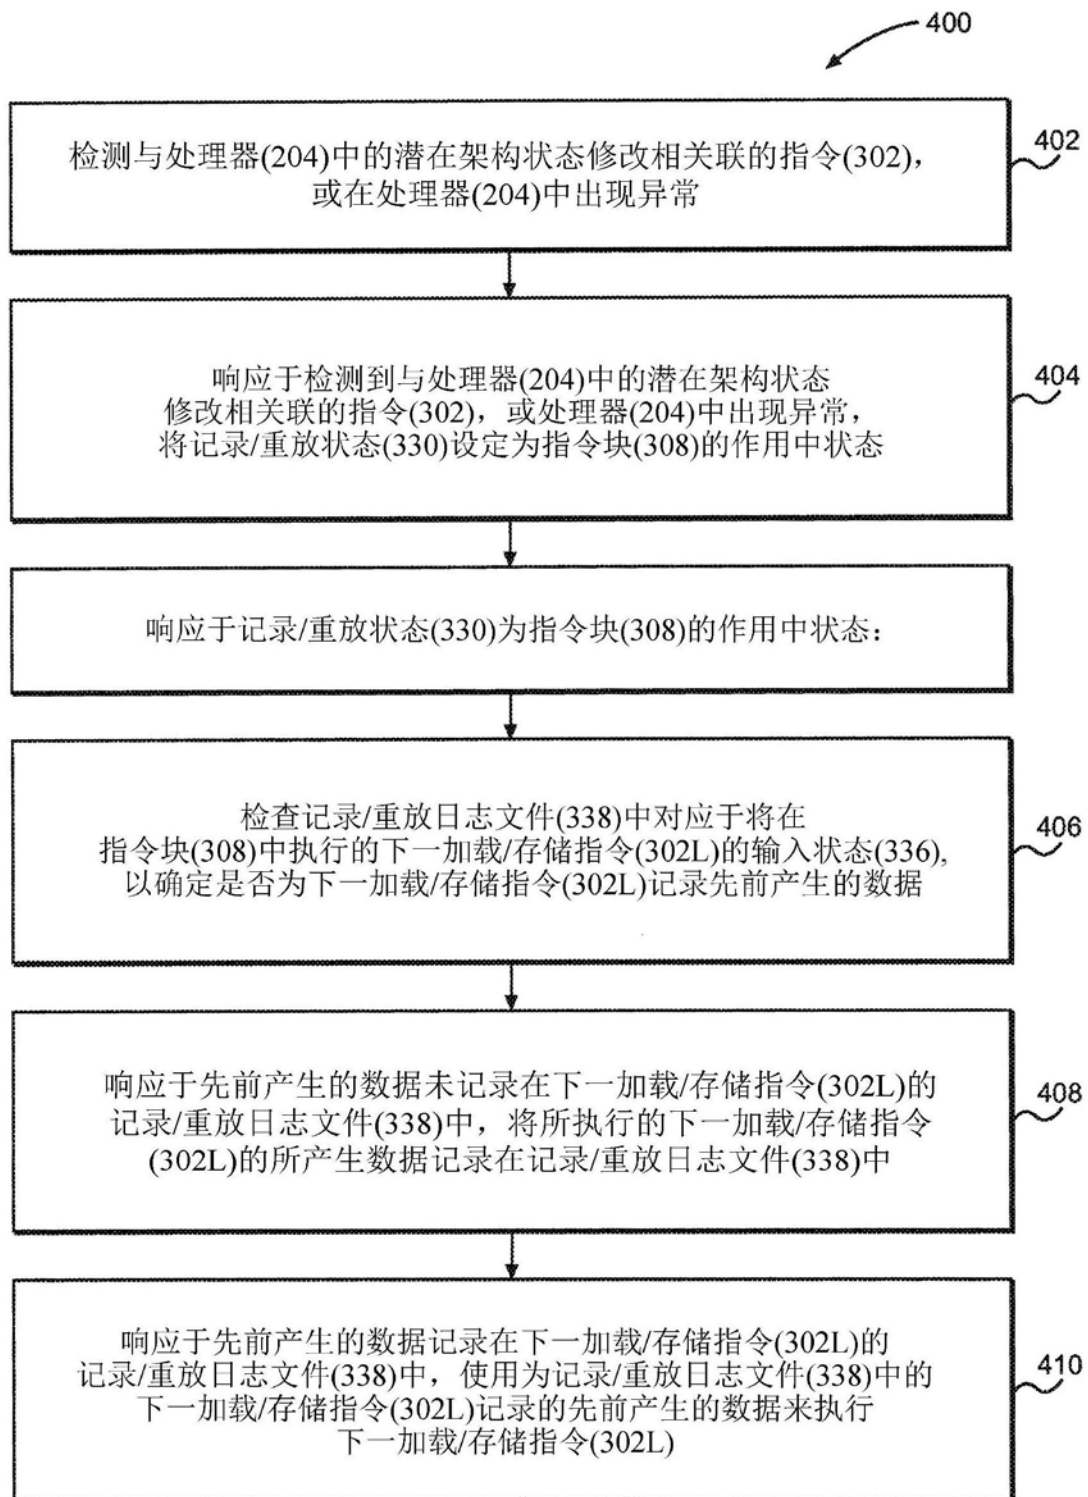 400
检测与处理器(204)中的潜在架构状态修改相关联的指令(302)，
或在处理器(204)中出现异常
402
响应于检测到与处理器(204)中的潜在架构状态
修改相关联的指令(302)，或处理器(204)中出现异常，
将记录/重放状态(330)设定为指令块(308)的作用中状态
404
响应于记录/重放状态(330)为指令块(308)的作用中状态：
检查记录/重放日志文件(338)中对应于将在
指令块(308)中执行的下一加载/存储指令(302L)的输入状态(336),
以确定是否为下一加载/存储指令(302L)记录先前产生的数据
406
响应于先前产生的数据未记录在下一加载/存储指令(302L)的
记录/重放日志文件(338)中，将所执行的下一加载/存储指令
(302L)的所产生数据记录在记录/重放日志文件(338)中
408
响应于先前产生的数据记录在下一加载/存储指令(302L)的
记录/重放日志文件(338)中，使用为记录/重放日志文件(338)中的
下一加载/存储指令(302L)记录的先前产生的数据来执行
下一加载/存储指令(302L)
410